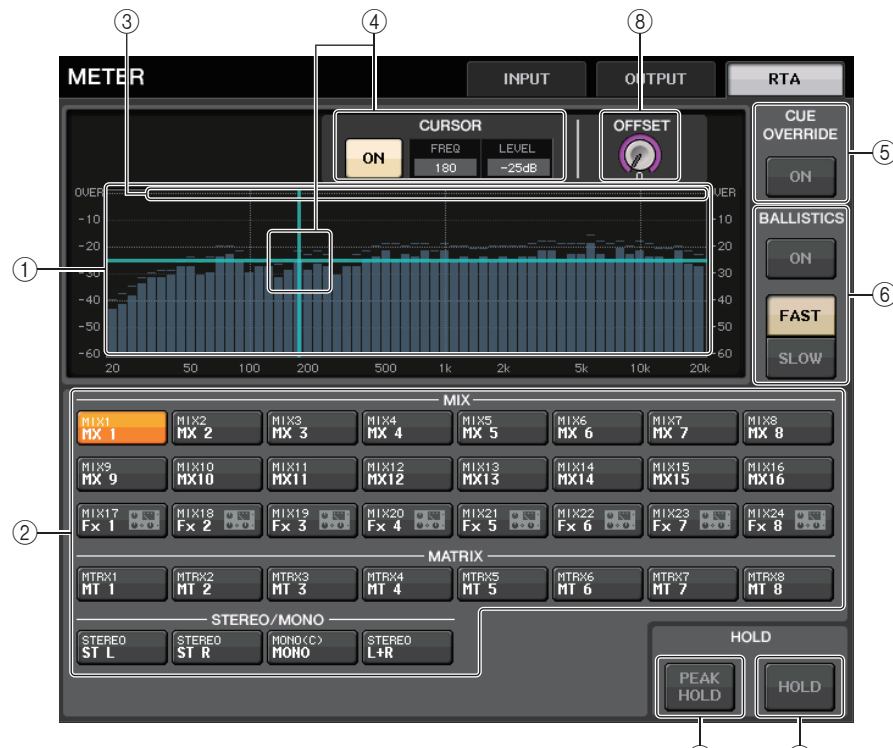 ③ ④ ⑧
METER INPUT OUTPUT RTA
CURSOR OFFSET CUE OVERRIDE
ON FREQ LEVEL
180 -25dB 0 ON ⑤
OVER OVER
-10 -10 BALLISTICS
-20 -20 ON
① -30 -30 ⑥
-40 -40 FAST
-50 -50
-60 -60 SLOW
20 50 100 200 500 1k 2k 5k 10k 20k
MIX
MIX1 MIX2 MIX3 MIX4 MIX5 MIX6 MIX7 MIX8
MX 1 MX 2 MX 3 MX 4 MX 5 MX 6 MX 7 MX 8
MIX9 MIX10 MIX11 MIX12 MIX13 MIX14 MIX15 MIX16
MX 9 MX10 MX11 MX12 MX13 MX14 MX15 MX16
MIX17 MIX18 MIX19 MIX20 MIX21 MIX22 MIX23 MIX24
② Fx 1 Fx 2 Fx 3 Fx 4 Fx 5 Fx 6 Fx 7 Fx 8
MATRIX
MTRX1 MTRX2 MTRX3 MTRX4 MTRX5 MTRX6 MTRX7 MTRX8
MT 1 MT 2 MT 3 MT 4 MT 5 MT 6 MT 7 MT 8
STEREO/MONO
STEREO STEREO MONO(C) STEREO
ST L ST R MONO L+R
HOLD
PEAK HOLD HOLD